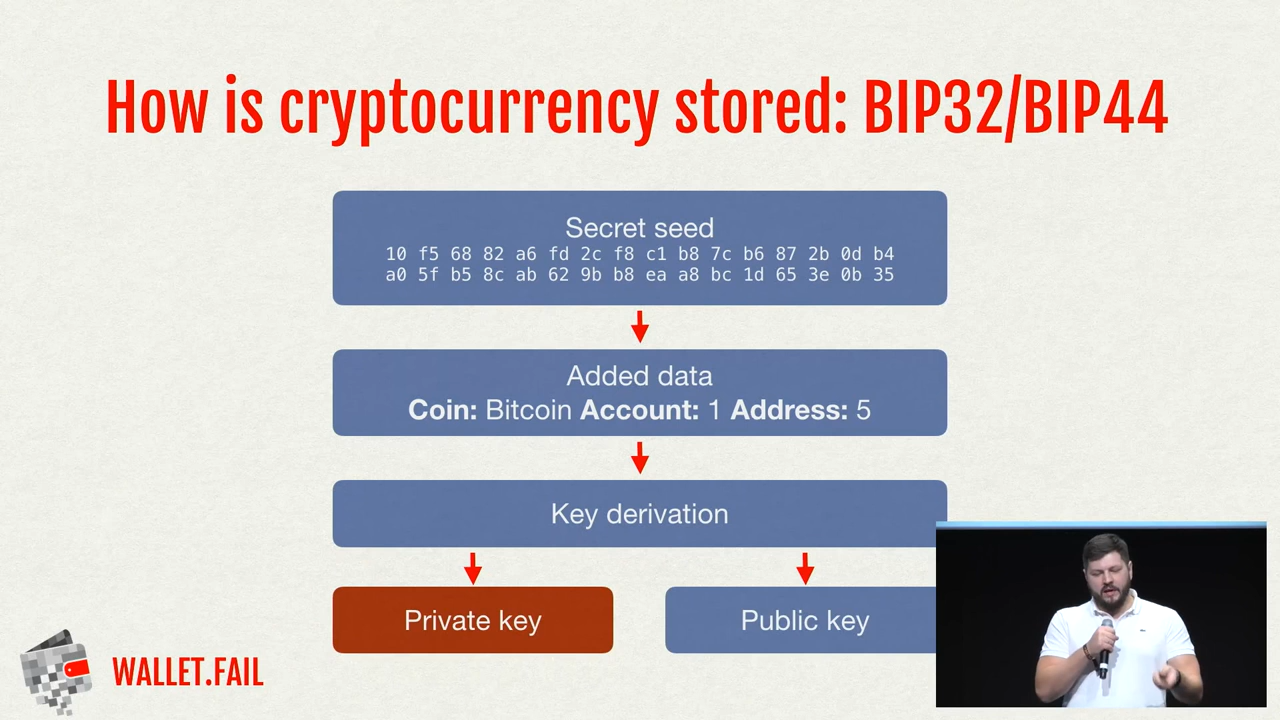 How is cryptocurrency stored: BIP32/BIP44
Secret seed
10 f5 68 82 a6 fd 2c f8 c1 b8 7c b6 87 2b 0d b4
a0 5f b5 8c ab 62 9b b8 ea a8 bc 1d 65 3e 0b 35
Added data
Coin: Bitcoin Account: 1 Address: 5
Key derivation
Private key
Public key
WALLET.FAIL